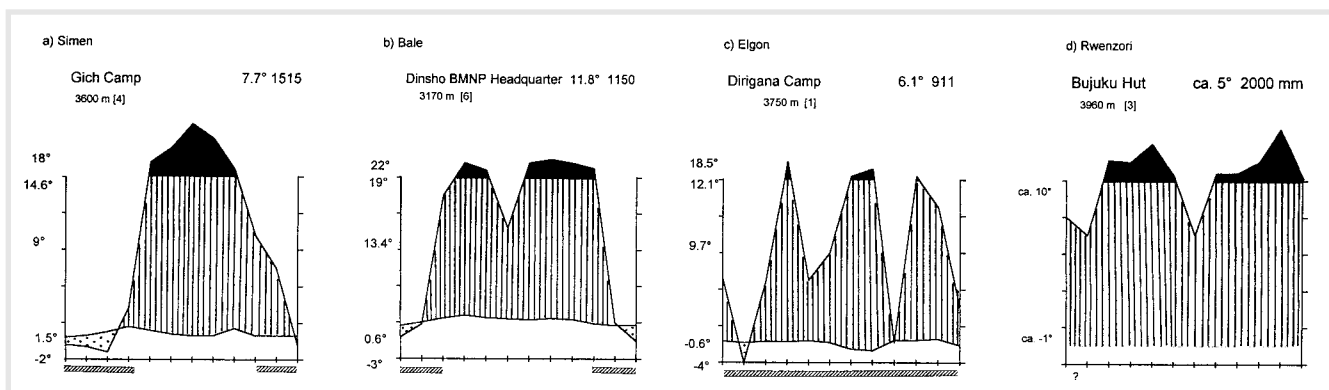 a) Simen
Gich Camp 7.7° 1515
3600 m [4]
18°
14.6°
9°
1.5°
-2°
b) Bale
Dinsho BMNP Headquarter 11.8° 1150
3170 m [6]
22°
19°
13.4°
0.6°
-3°
c) Elgon
Dirigana Camp 6.1° 911
3750 m [1]
18.5°
12.1°
9.7°
-0.6°
-4°
d) Rwenzori
Bujuku Hut ca. 5° 2000 mm
3960 m [3]
ca. 10°
ca. -1°
?